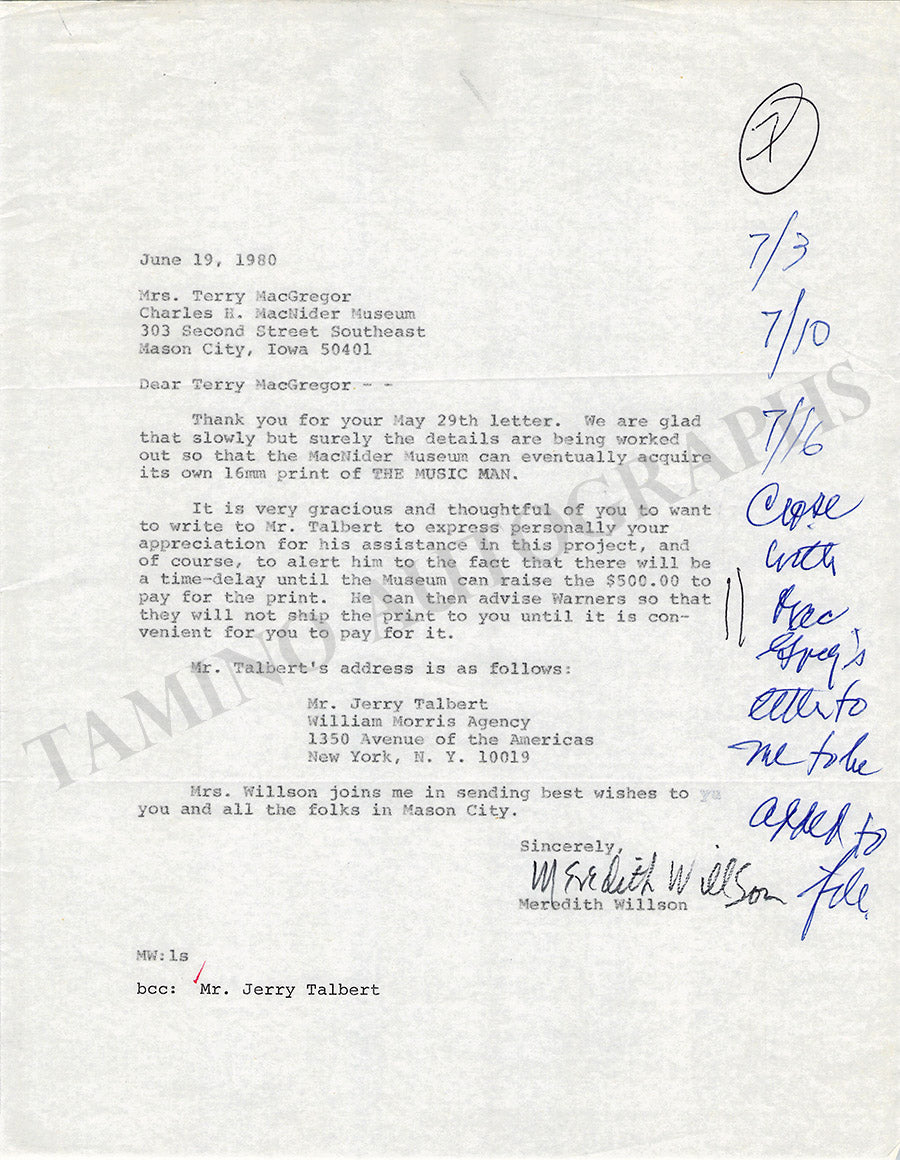 June 19, 1980
Mrs. Terry MacGregor
Charles H. MacNider Museum
303 Second Street Southeast
Mason City, Iowa 50401
Dear Terry MacGregor - -
Thank you for your May 29th letter.  We are glad
that slowly but surely the details are being worked
out so that the MacNider Museum can eventually acquire
its own 16mm print of THE MUSIC MAN.
It is very gracious and thoughtful of you to want
to write to Mr. Talbert to express personally your
appreciation for his assistance in this project, and
of course, to alert him to the fact that there will be
a time-delay until the Museum can raise the $500.00 to
pay for the print.  He can then advise Warners so that
they will not ship the print to you until it is con-
venient for you to pay for it.
Mr. Talbert's address is as follows:
Mr. Jerry Talbert
William Morris Agency
1350 Avenue of the Americas
New York, N. Y. 10019
Mrs. Willson joins me in sending best wishes to
you and all the folks in Mason City.
Sincerely,
Meredith Willson
Meredith Willson
MW:ls
bcc: Mr. Jerry Talbert
7/3
7/10
7/16
with
Mac
Greg's
letter to
me to be
added to
file.
TAMINO AUTOGRAPHS